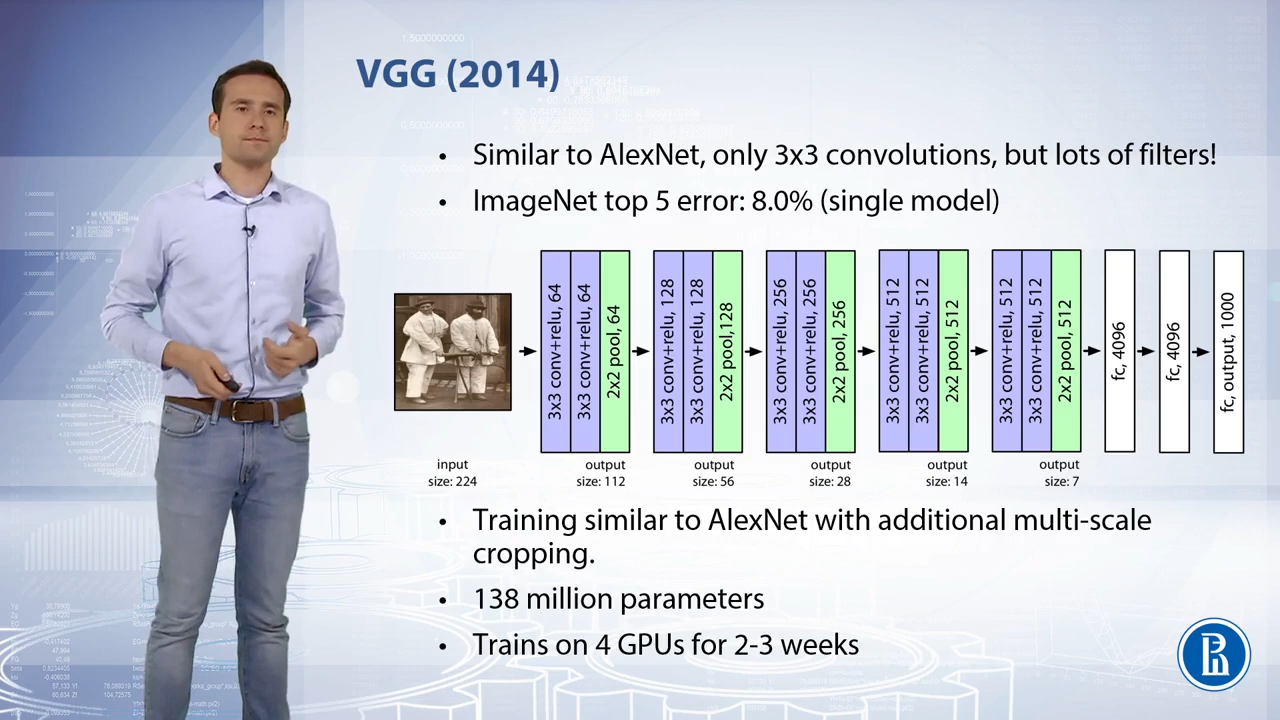 VGG (2014)
• Similar to AlexNet, only 3x3 convolutions, but lots of filters!
• ImageNet top 5 error: 8.0% (single model)
3x3 conv+relu, 64
3x3 conv+relu, 64
2x2 pool, 64
3x3 conv+relu, 128
3x3 conv+relu, 128
2x2 pool,128
3x3 conv+relu, 256
3x3 conv+relu, 256
2x2 pool, 256
3x3 conv+relu, 512
3x3 conv+relu, 512
2x2 pool, 512
3x3 conv+relu, 512
3x3 conv+relu, 512
2x2 pool, 512
fc, 4096
fc, 4096
fc, output, 1000
input
size: 224
output
size: 112
output
size: 56
output
size: 28
output
size: 14
output
size: 7
• Training similar to AlexNet with additional multi-scale
cropping.
• 138 million parameters
• Trains on 4 GPUs for 2-3 weeks